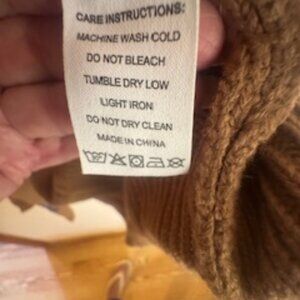 CARE INSTRUCTIONS:
MACHINE WASH COLD
DO NOT BLEACH
TUMBLE DRY LOW
LIGHT IRON
DO NOT DRY CLEAN
MADE IN CHINA